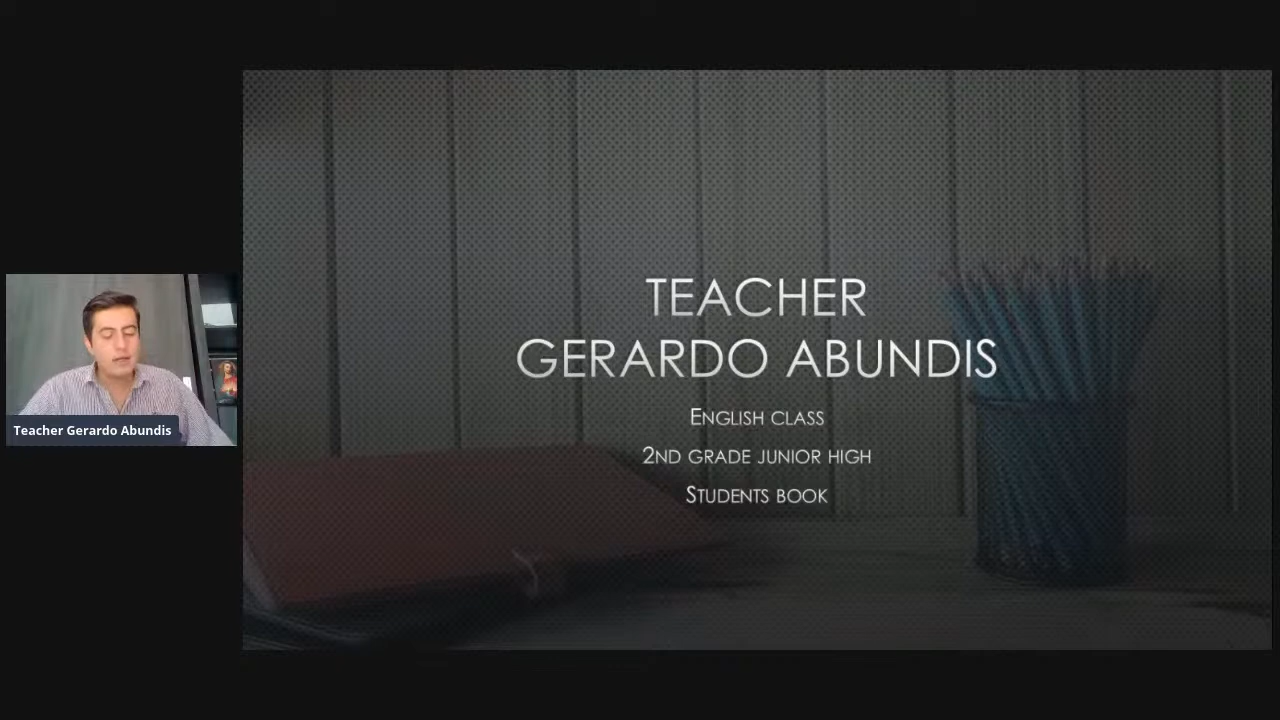 Teacher Gerardo Abundis
TEACHER
GERARDO ABUNDIS
ENGLISH CLASS
2ND GRADE JUNIOR HIGH
STUDENTS BOOK